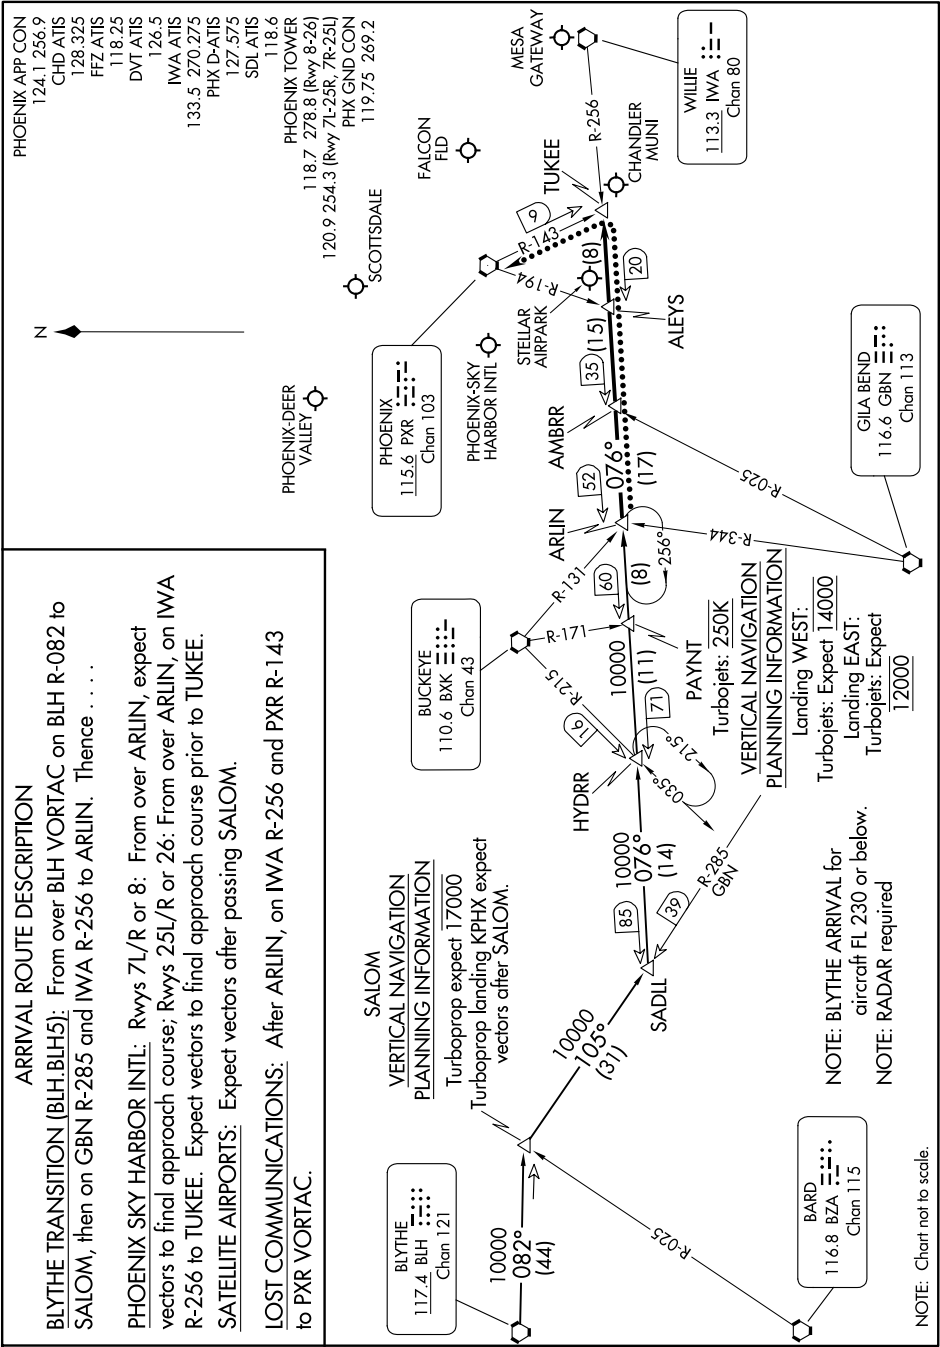 ARRIVAL ROUTE DESCRIPTION
BLYTHE TRANSITION (BLH.BLH5): From over BLH VORTAC on BLH R-082 to
SALOM, then on GBN R-285 and IWA R-256 to ARLIN. Thence . . . .
PHOENIX SKY HARBOR INTL: Rwys 7L/R or 8: From over ARLIN, expect
vectors to final approach course; Rwys 25L/R or 26: From over ARLIN, on IWA
R-256 to TUKEE. Expect vectors to final approach course prior to TUKEE.
SATELLITE AIRPORTS: Expect vectors after passing SALOM.
LOST COMMUNICATIONS: After ARLIN, on IWA R-256 and PXR R-143
to PXR VORTAC.
PHOENIX APP CON
124.1 256.9
CHD ATIS
128.325
FFZ ATIS
118.25
DVT ATIS
126.5
IWA ATIS
133.5 270.275
PHX D-ATIS
127.575
SDL ATIS
118.6
PHOENIX TOWER
118.7 278.8 (Rwy 8-26)
120.9 254.3 (Rwy 7L-25R, 7R-25L)
PHX GND CON
119.75 269.2
N
PHOENIX-DEER
VALLEY
SCOTTSDALE
FALCON
FLD
MESA
GATEWAY
PHOENIX
115.6 PXR
Chan 103
PHOENIX-SKY
HARBOR INTL
STELLAR
AIRPARK
CHANDLER
MUNI
WILLIE
113.3 IWA
Chan 80
R-256
TUKEE
9
R-143
R-194
(8)
20
ALEYS
(15)
35
AMBRR
076°
(17)
52
ARLIN
256°
R-131
(8)
60
R-171
PAYNT
Turbojets: 250K
VERTICAL NAVIGATION
PLANNING INFORMATION
Landing WEST:
Turbojets: Expect 14000
Landing EAST:
Turbojets: Expect
12000
BUCKEYE
110.6 BXK
Chan 43
R-215
16
10000
(11)
71
HYDRR
215°
035°
GILA BEND
116.6 GBN
Chan 113
R-025
R-344
10000
076°
(14)
85
39
R-285
GBN
SADLL
SALOM
VERTICAL NAVIGATION
PLANNING INFORMATION
Turboprop expect 17000
Turboprop landing KPHX expect
vectors after SALOM.
10000
105°
(31)
BLYTHE
117.4 BLH
Chan 121
10000
082°
(44)
R-025
BARD
116.8 BZA
Chan 115
NOTE: BLYTHE ARRIVAL for
aircraft FL 230 or below.
NOTE: RADAR required
NOTE: Chart not to scale.